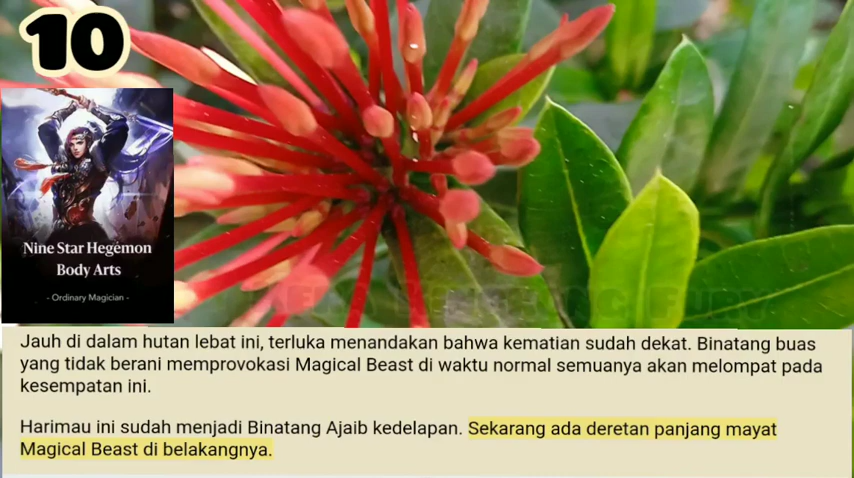 10
Nine Star Hegemon
Body Arts
- Ordinary Magician -
Jauh di dalam hutan lebat ini, terluka menandakan bahwa kematian sudah dekat. Binatang buas
yang tidak berani memprovokasi Magical Beast di waktu normal semuanya akan melompat pada
kesempatan ini.
Harimau ini sudah menjadi Binatang Ajaib kedelapan. Sekarang ada deretan panjang mayat
Magical Beast di belakangnya.